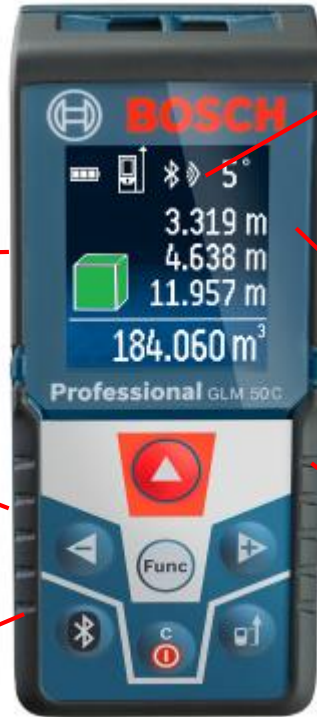 BOSCH
5°
3.319 m
4.638 m
11.957 m
184.060 m³
Professional GLM 50C
Func
C